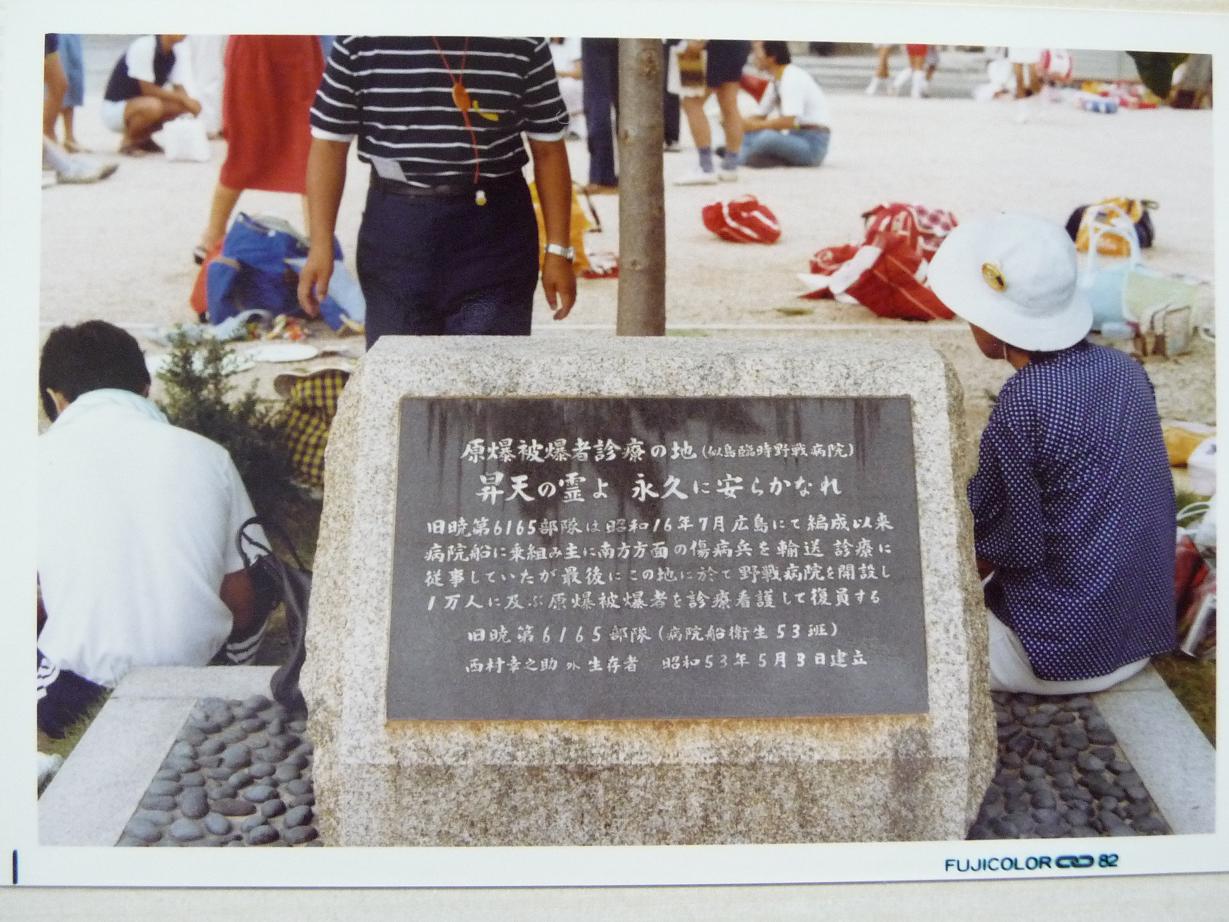 原爆被爆者診療の地(似島臨時野戦病院)
昇天の霊よ 永久に安らかなれ
旧暁第6165部隊は昭和16年7月広島にて編成以来
病院船に乗組み主に南方方面の傷病兵を輸送 診療に
従事していたが最後にこの地に於て野戦病院を開設し
1万人に及ぶ原爆被爆者を診療看護して復員する
旧暁第6165部隊(病院船衛生53班)
西村幸之助 外 生存者 昭和53年5月3日建立
FUJICOLOR 82